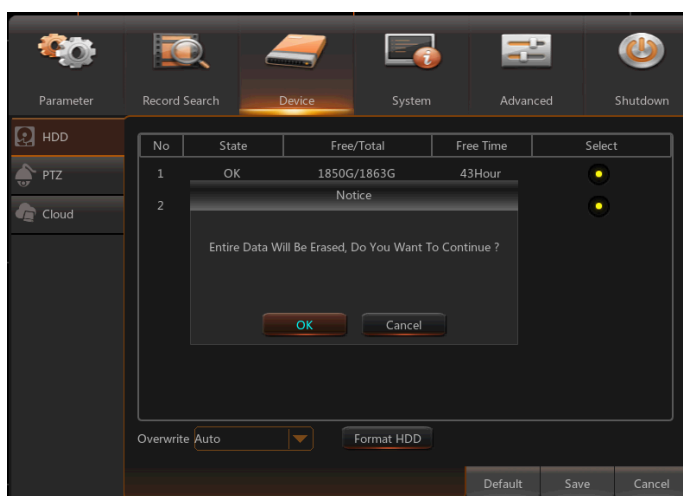 Parameter Record Search Device System Advanced Shutdown
HDD
PTZ
Cloud
No State Free/Total Free Time Select
1 OK 1850G/1863G 43Hour
2
Notice
Entire Data Will Be Erased, Do You Want To Continue ?
OK Cancel
Overwrite Auto Format HDD
Default Save Cancel